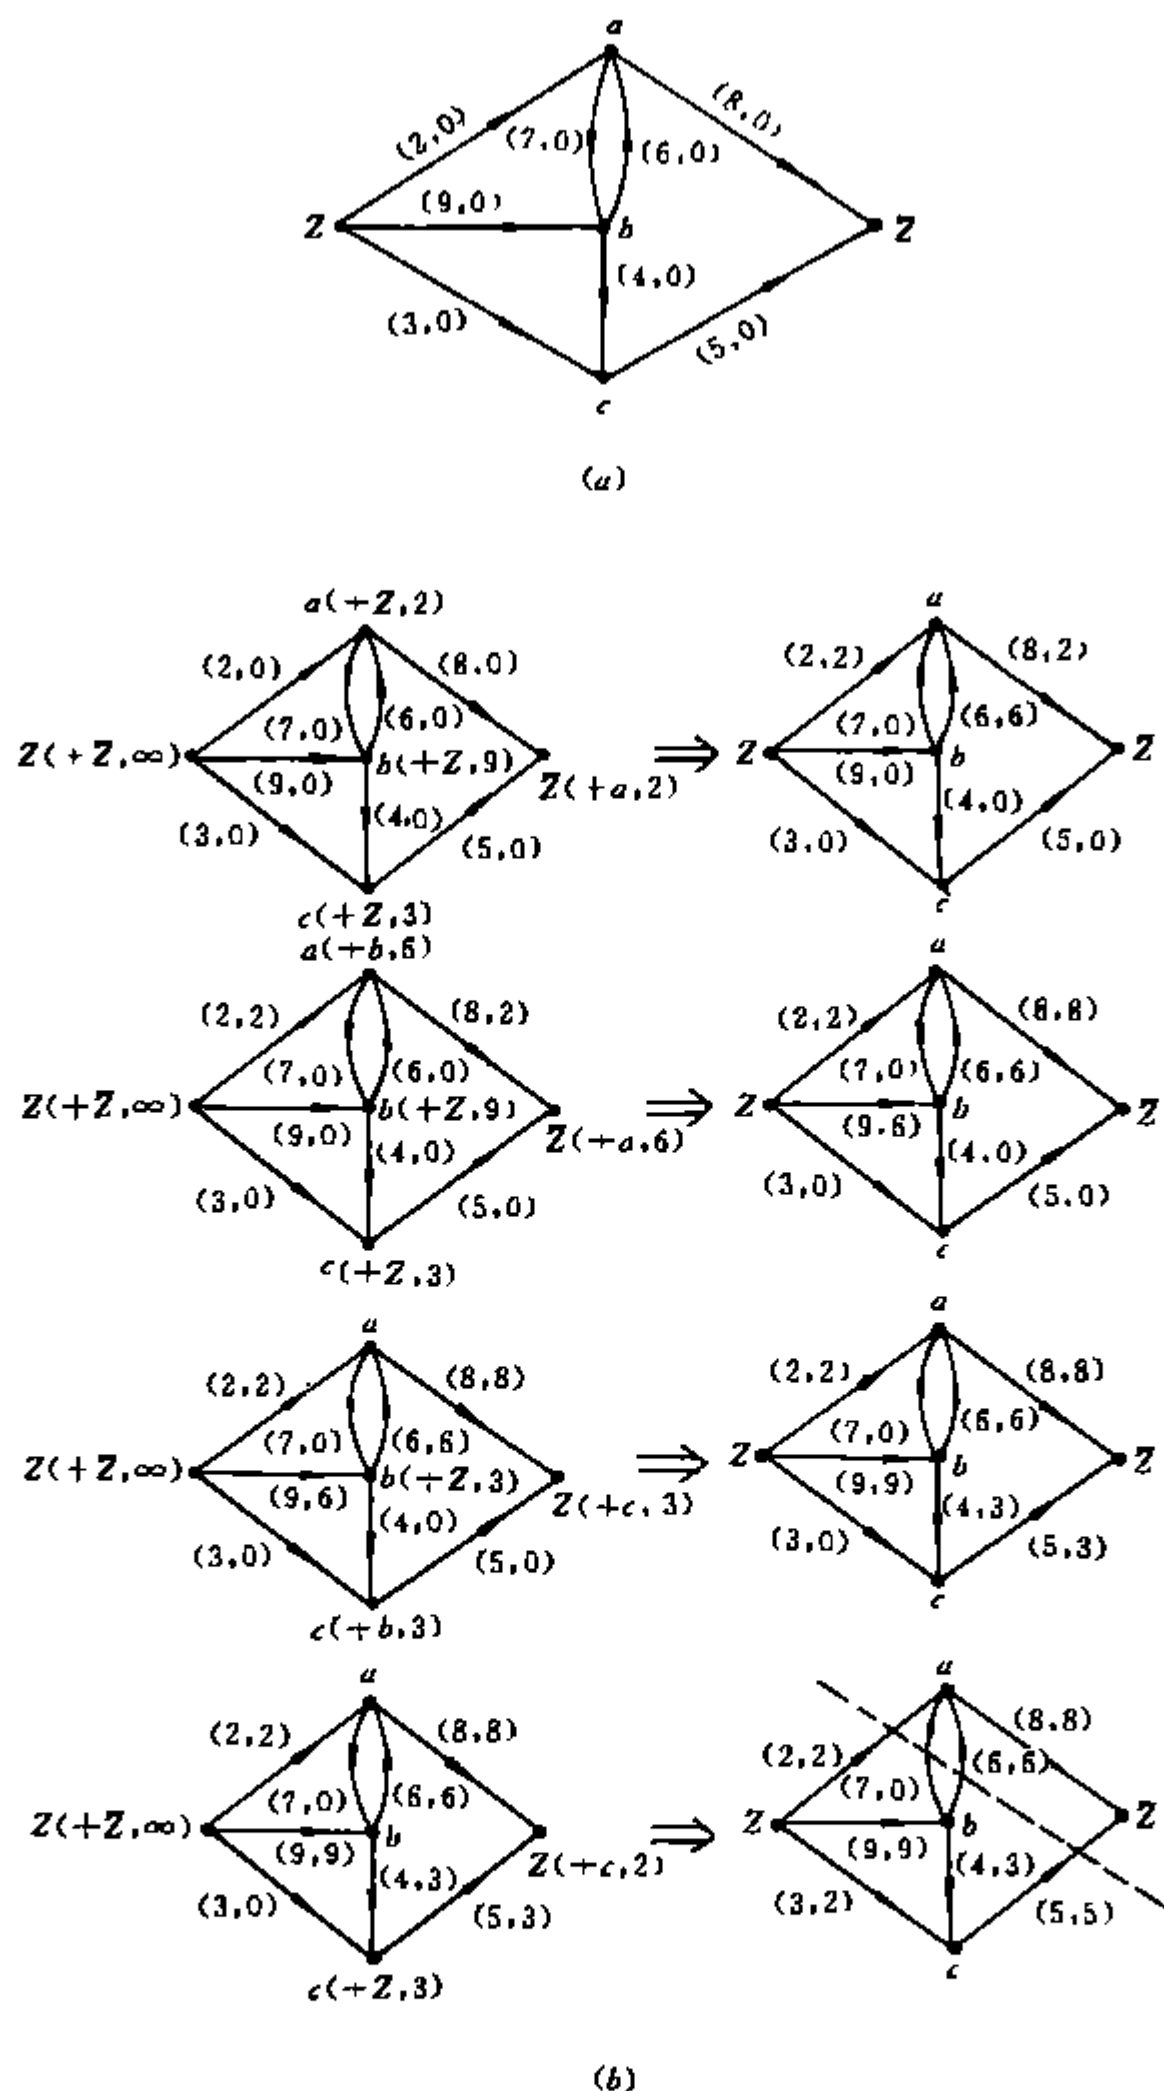 a
(2,0) (7,0) (6,0) (8,0)
(9,0)
Z b Z
(4,0)
(3,0) (5,0)
c
(a)
a(+Z,2) a
(2,0) (8.0) (2,2) (8,2)
(7,0) (6,0) (7,0) (6,6)
Z(+Z,∞) b(+Z,9) Z(+a,2) ⇒ Z b Z
(9,0) (4,0) (9,0) (4,0)
(3,0) (5,0) (3,0) (5,0)
c(+Z,3) c
a(+b,6) a
(2,2) (8,2) (2,2) (8,8)
(7,0) (6,0) (7,0) (6,6)
Z(+Z,∞) b(+Z,9) Z(+a,6) ⇒ Z b Z
(9,0) (4,0) (9.6) (4.0)
(3,0) (5,0) (3,0) (5.0)
c(+Z,3) c
a a
(2,2) (8,8) (2,2) (8,8)
(7,0) (6,6) (7,0) (6,6)
Z(+Z,∞) b(+Z,3) Z(+c,3) ⇒ Z b Z
(9,6) (4,0) (9,9) (4,3)
(3,0) (5,0) (3,0) (5,3)
c(+b,3) c
a a
(2,2) (8,8) (2,2) (8,8)
(7,0) (6,6) (7,0) (6,6)
Z(+Z,∞) b Z(+c,2) ⇒ Z b Z
(9,9) (4,3) (9,9) (4,3)
(3,0) (5,3) (3,2) (5,5)
c(+Z,3) c
(b)